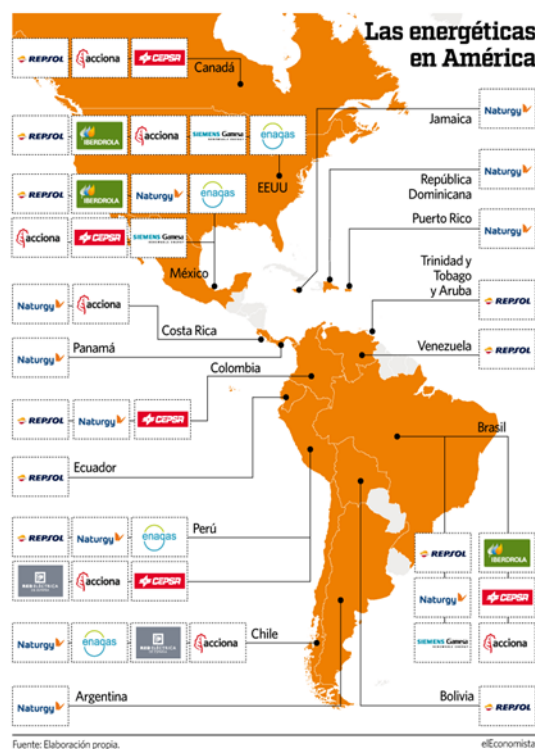 Las energéticas
en América
REPSOL acciona CEPSA
Canadá
REPSOL IBERDROLA acciona SIEMENS Gamesa enagas
EEUU
REPSOL IBERDROLA Naturgy enagas
acciona CEPSA SIEMENS Gamesa
México
Jamaica
Naturgy
República
Dominicana
Naturgy
Puerto Rico
Naturgy
Trinidad y
Tobago
y Aruba
REPSOL
Naturgy acciona
Costa Rica
Naturgy
Panamá
Venezuela
REPSOL
Colombia
REPSOL Naturgy CEPSA
Brasil
REPSOL
Ecuador
REPSOL Naturgy enagas
Perú
RED ELÉCTRICA acciona CEPSA
REPSOL IBERDROLA
Naturgy CEPSA
SIEMENS Gamesa acciona
Naturgy enagas RED ELÉCTRICA acciona
Chile
Naturgy
Argentina
Bolivia
REPSOL
Fuente: Elaboración propia.
elEconomista